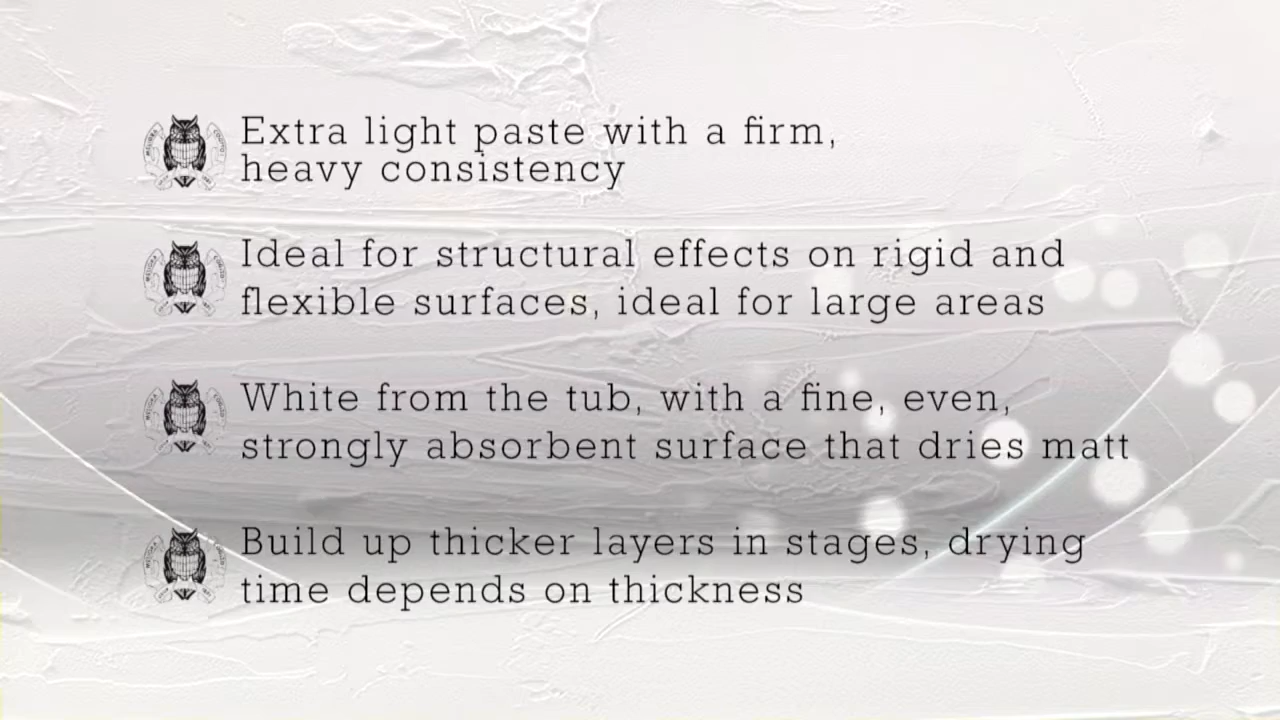 Extra light paste with a firm,
heavy consistency
Ideal for structural effects on rigid and
flexible surfaces, ideal for large areas
White from the tub, with a fine, even,
strongly absorbent surface that dries matt
Build up thicker layers in stages, drying
time depends on thickness